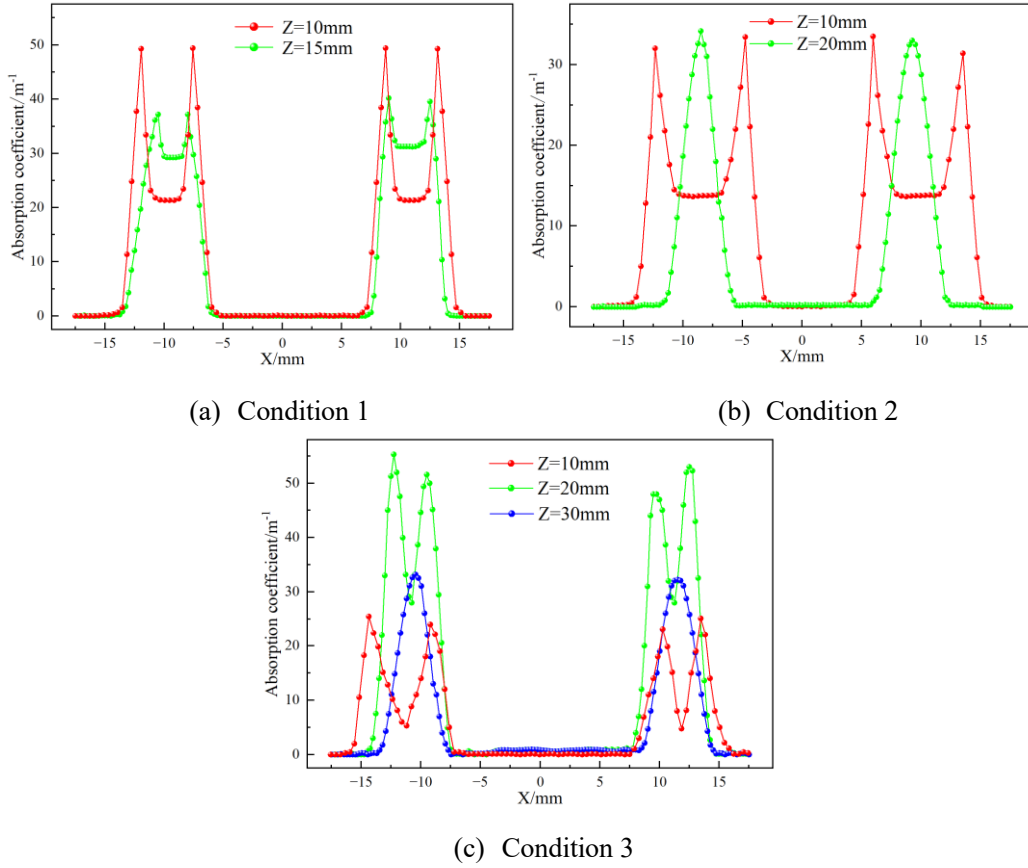 Z=10mm
Z=15mm
Absorption coefficient/m-1
50
40
30
20
10
0
−15 −10 −5 0 5 10 15
X/mm
(a) Condition 1
Z=10mm
Z=20mm
Absorption coefficient/m-1
30
20
10
0
−15 −10 −5 0 5 10 15
X/mm
(b) Condition 2
Z=10mm
Z=20mm
Z=30mm
Absorption coefficient/m-1
50
40
30
20
10
0
−15 −10 −5 0 5 10 15
X/mm
(c) Condition 3